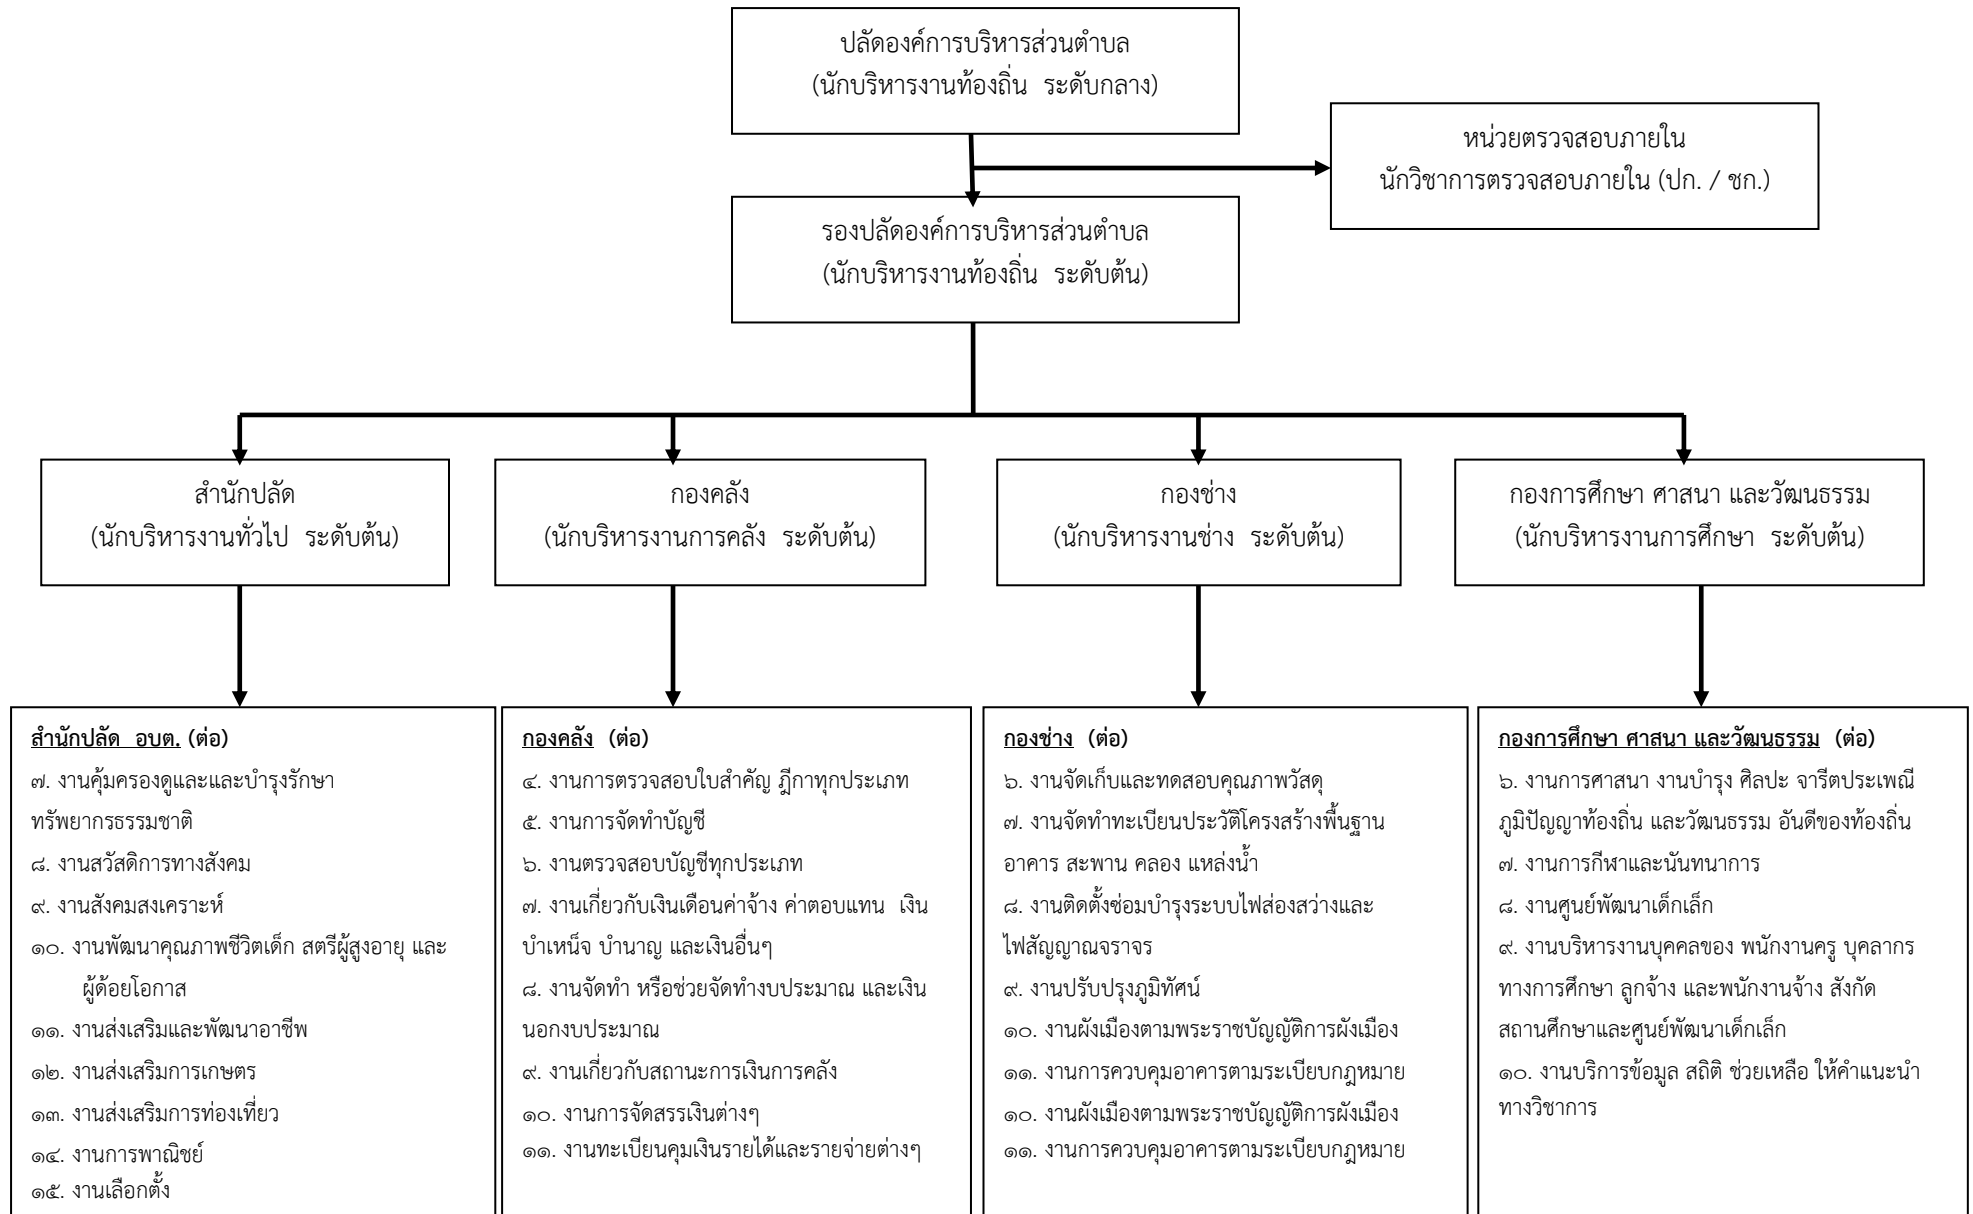 ปลัดองค์การบริหารส่วนตำบล
(นักบริหารงานท้องถิ่น ระดับกลาง)
หน่วยตรวจสอบภายใน
นักวิชาการตรวจสอบภายใน (ปก. / ชก.)
รองปลัดองค์การบริหารส่วนตำบล
(นักบริหารงานท้องถิ่น ระดับต้น)
สำนักปลัด
(นักบริหารงานทั่วไป ระดับต้น)
กองคลัง
(นักบริหารงานการคลัง ระดับต้น)
กองช่าง
(นักบริหารงานช่าง ระดับต้น)
กองการศึกษา ศาสนา และวัฒนธรรม
(นักบริหารงานการศึกษา ระดับต้น)
สำนักปลัด อบต. (ต่อ)
๗. งานคุ้มครองดูและและบำรุงรักษา
ทรัพยากรธรรมชาติ
๘. งานสวัสดิการทางสังคม
๙. งานสังคมสงเคราะห์
๑๐. งานพัฒนาคุณภาพชีวิตเด็ก สตรีผู้สูงอายุ และ
ผู้ด้อยโอกาส
๑๑. งานส่งเสริมและพัฒนาอาชีพ
๑๒. งานส่งเสริมการเกษตร
๑๓. งานส่งเสริมการท่องเที่ยว
๑๔. งานการพาณิชย์
๑๕. งานเลือกตั้ง
กองคลัง (ต่อ)
๔. งานการตรวจสอบใบสำคัญ ฎีกาทุกประเภท
๕. งานการจัดทำบัญชี
๖. งานตรวจสอบบัญชีทุกประเภท
๗. งานเกี่ยวกับเงินเดือนค่าจ้าง ค่าตอบแทน เงิน
บำเหน็จ บำนาญ และเงินอื่นๆ
๘. งานจัดทำ หรือช่วยจัดทำงบประมาณ และเงิน
นอกงบประมาณ
๙. งานเกี่ยวกับสถานะการเงินการคลัง
๑๐. งานการจัดสรรเงินต่างๆ
๑๑. งานทะเบียนคุมเงินรายได้และรายจ่ายต่างๆ
กองช่าง (ต่อ)
๖. งานจัดเก็บและทดสอบคุณภาพวัสดุ
๗. งานจัดทำทะเบียนประวัติโครงสร้างพื้นฐาน
อาคาร สะพาน คลอง แหล่งน้ำ
๘. งานติดตั้งซ่อมบำรุงระบบไฟส่องสว่างและ
ไฟสัญญาณจราจร
๙. งานปรับปรุงภูมิทัศน์
๑๐. งานผังเมืองตามพระราชบัญญัติการผังเมือง
๑๑. งานการควบคุมอาคารตามระเบียบกฎหมาย
๑๐. งานผังเมืองตามพระราชบัญญัติการผังเมือง
๑๑. งานการควบคุมอาคารตามระเบียบกฎหมาย
กองการศึกษา ศาสนา และวัฒนธรรม (ต่อ)
๖. งานการศาสนา งานบำรุง ศิลปะ จารีตประเพณี
ภูมิปัญญาท้องถิ่น และวัฒนธรรม อันดีของท้องถิ่น
๗. งานการกีฬาและนันทนาการ
๘. งานศูนย์พัฒนาเด็กเล็ก
๙. งานบริหารงานบุคคลของ พนักงานครู บุคลากร
ทางการศึกษา ลูกจ้าง และพนักงานจ้าง สังกัด
สถานศึกษาและศูนย์พัฒนาเด็กเล็ก
๑๐. งานบริการข้อมูล สถิติ ช่วยเหลือ ให้คำแนะนำ
ทางวิชาการ